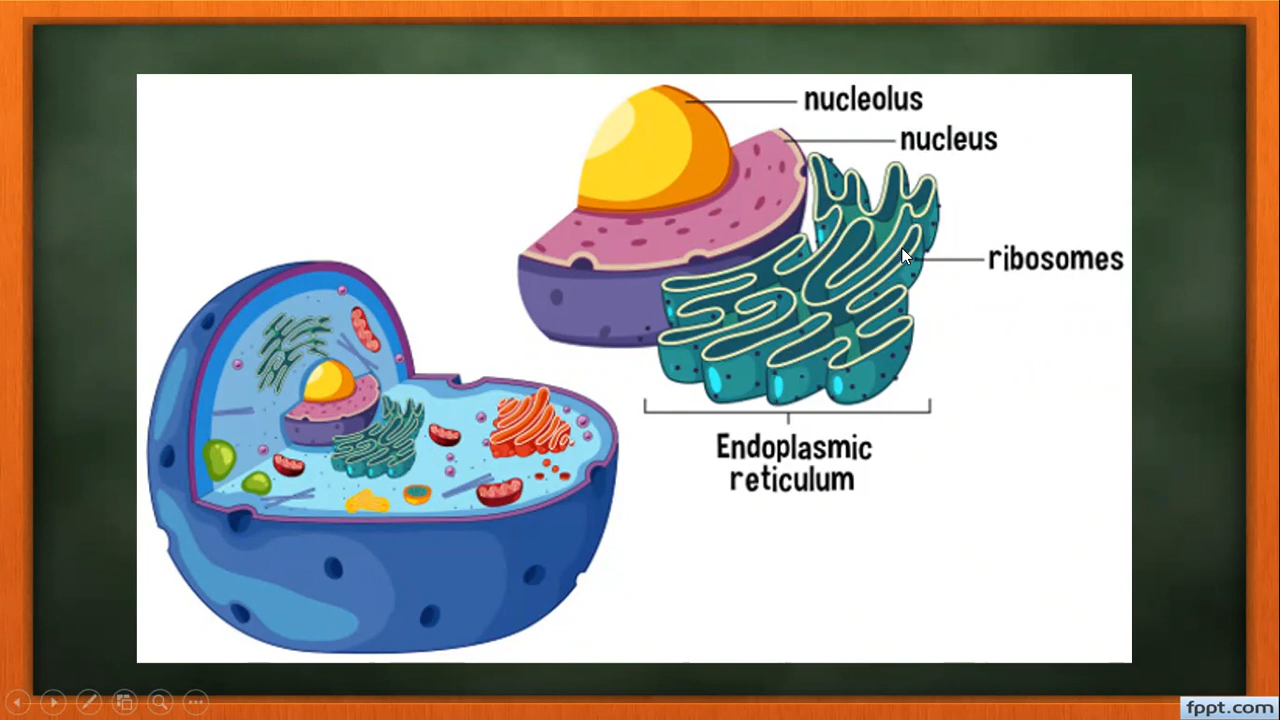 nucleolus
nucleus
ribosomes
Endoplasmic
reticulum
fppt.com